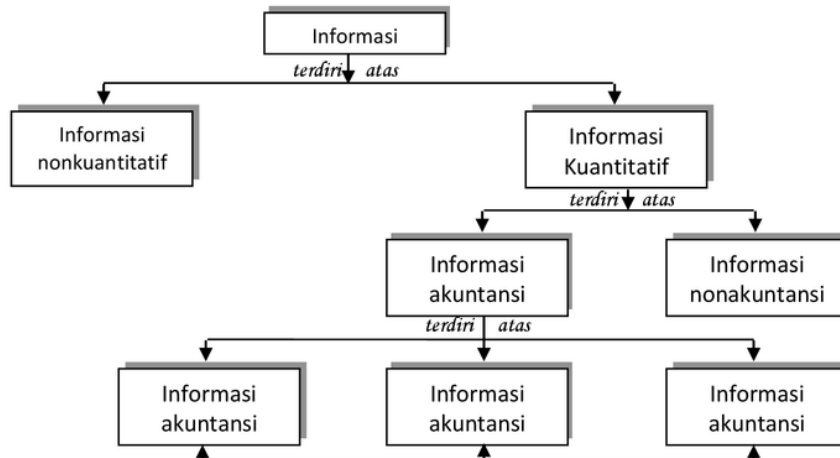 Informasi
terdiri atas
Informasi
nonkuantitatif
Informasi
Kuantitatif
terdiri atas
Informasi
akuntansi
Informasi
nonakuntansi
terdiri atas
Informasi
akuntansi
Informasi
akuntansi
Informasi
akuntansi